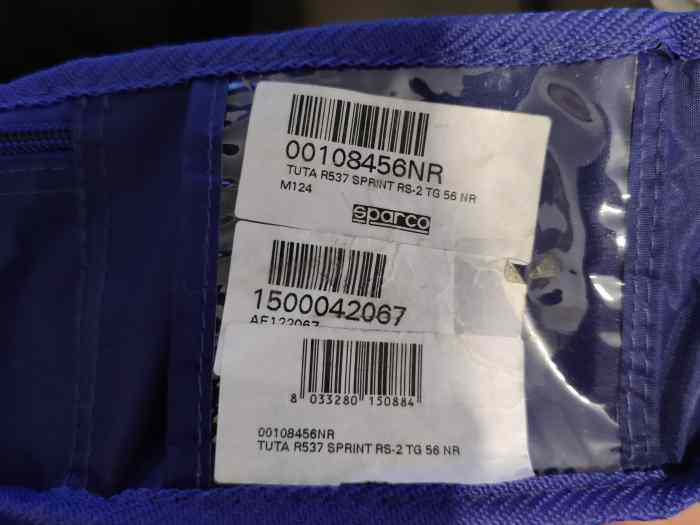 00108456NR
TUTA R537 SPRINT RS-2 TG 56 NR
M124
sparco
1500042067
AF122067
8 033280 150884
00108456NR
TUTA R537 SPRINT RS-2 TG 56 NR